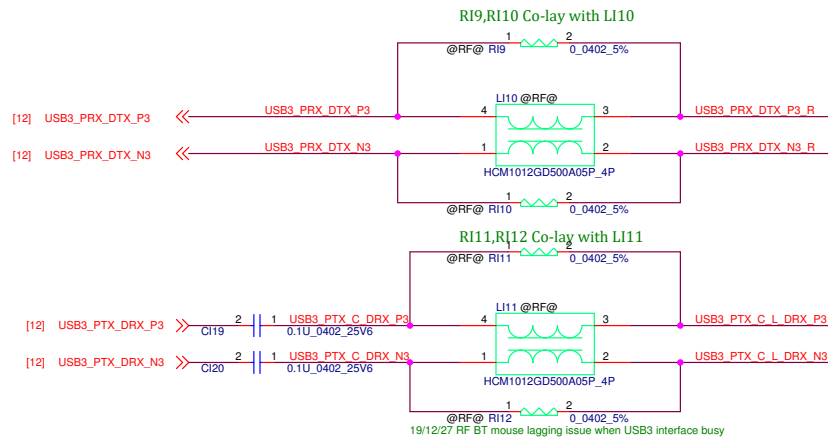 RI9,RI10 Co-lay with LI10
1 2
@RF@ RI9 0_0402_5%
LI10 @RF@
[12] USB3_PRX_DTX_P3 USB3_PRX_DTX_P3 4 3 USB3_PRX_DTX_P3_R
[12] USB3_PRX_DTX_N3 USB3_PRX_DTX_N3 1 2 USB3_PRX_DTX_N3_R
HCM1012GD500A05P_4P
1 2
@RF@ RI10 0_0402_5%
RI11,RI12 Co-lay with LI11
1 2
@RF@ RI11 0_0402_5%
LI11 @RF@
[12] USB3_PTX_DRX_P3 2 1 USB3_PTX_C_DRX_P3 4 3 USB3_PTX_C_L_DRX_P3
CI19 0.1U_0402_25V6
[12] USB3_PTX_DRX_N3 2 1 USB3_PTX_C_DRX_N3 1 2 USB3_PTX_C_L_DRX_N3
CI20 0.1U_0402_25V6
HCM1012GD500A05P_4P
1 2
@RF@ RI12 0_0402_5%
19/12/27 RF BT mouse lagging issue when USB3 interface busy